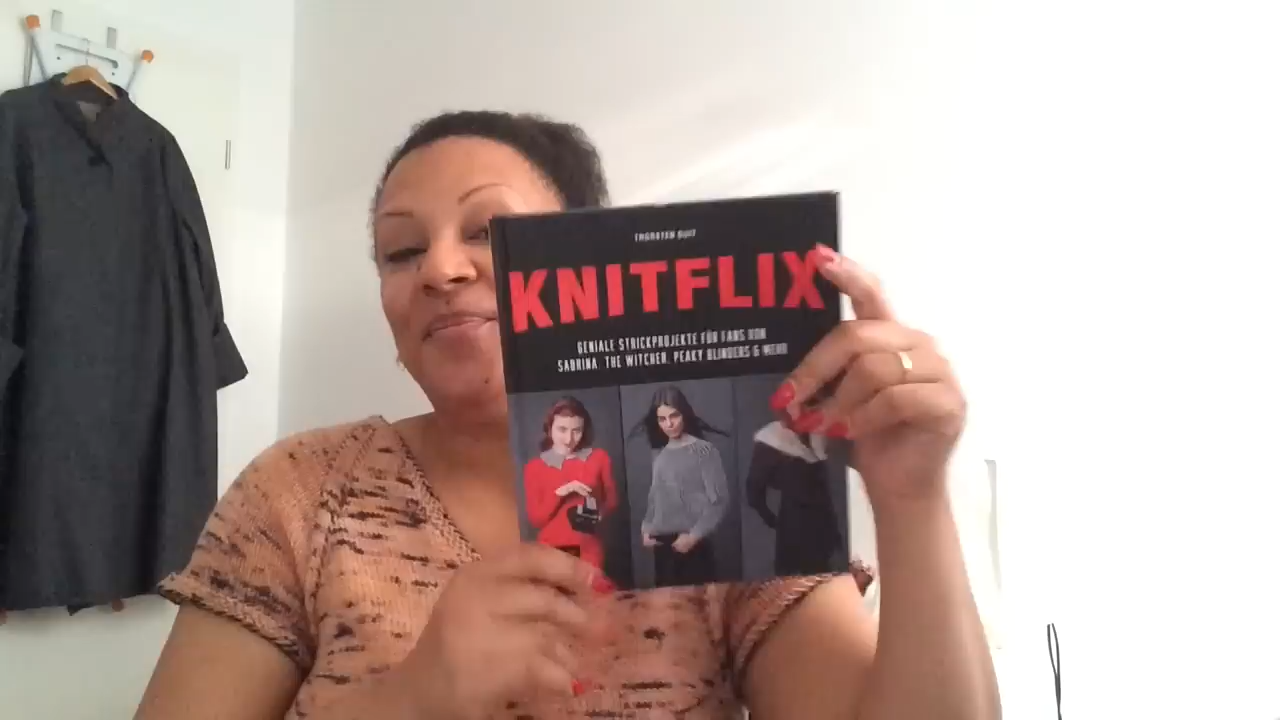 THORSTEN DUIT
KNITFLIX
GENIALE STRICKPROJEKTE FÜR FANS VON
SABRINA, THE WITCHER, PEAKY BLINDERS & MEHR